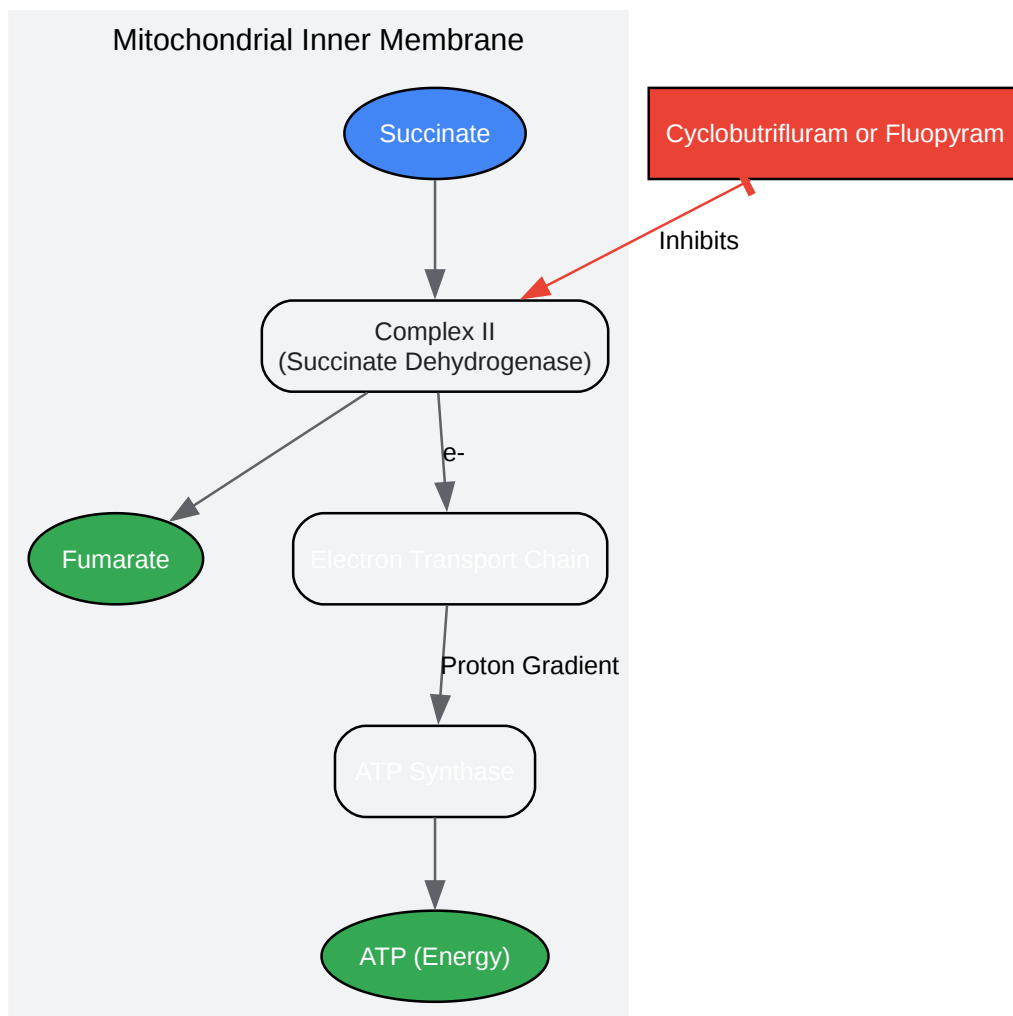 Mitochondrial Inner Membrane
Succinate
Cyclobutrifluram or Fluopyram
Inhibits
Complex II
(Succinate Dehydrogenase)
e-
Fumarate
Electron Transport Chain
Proton Gradient
ATP Synthase
ATP (Energy)